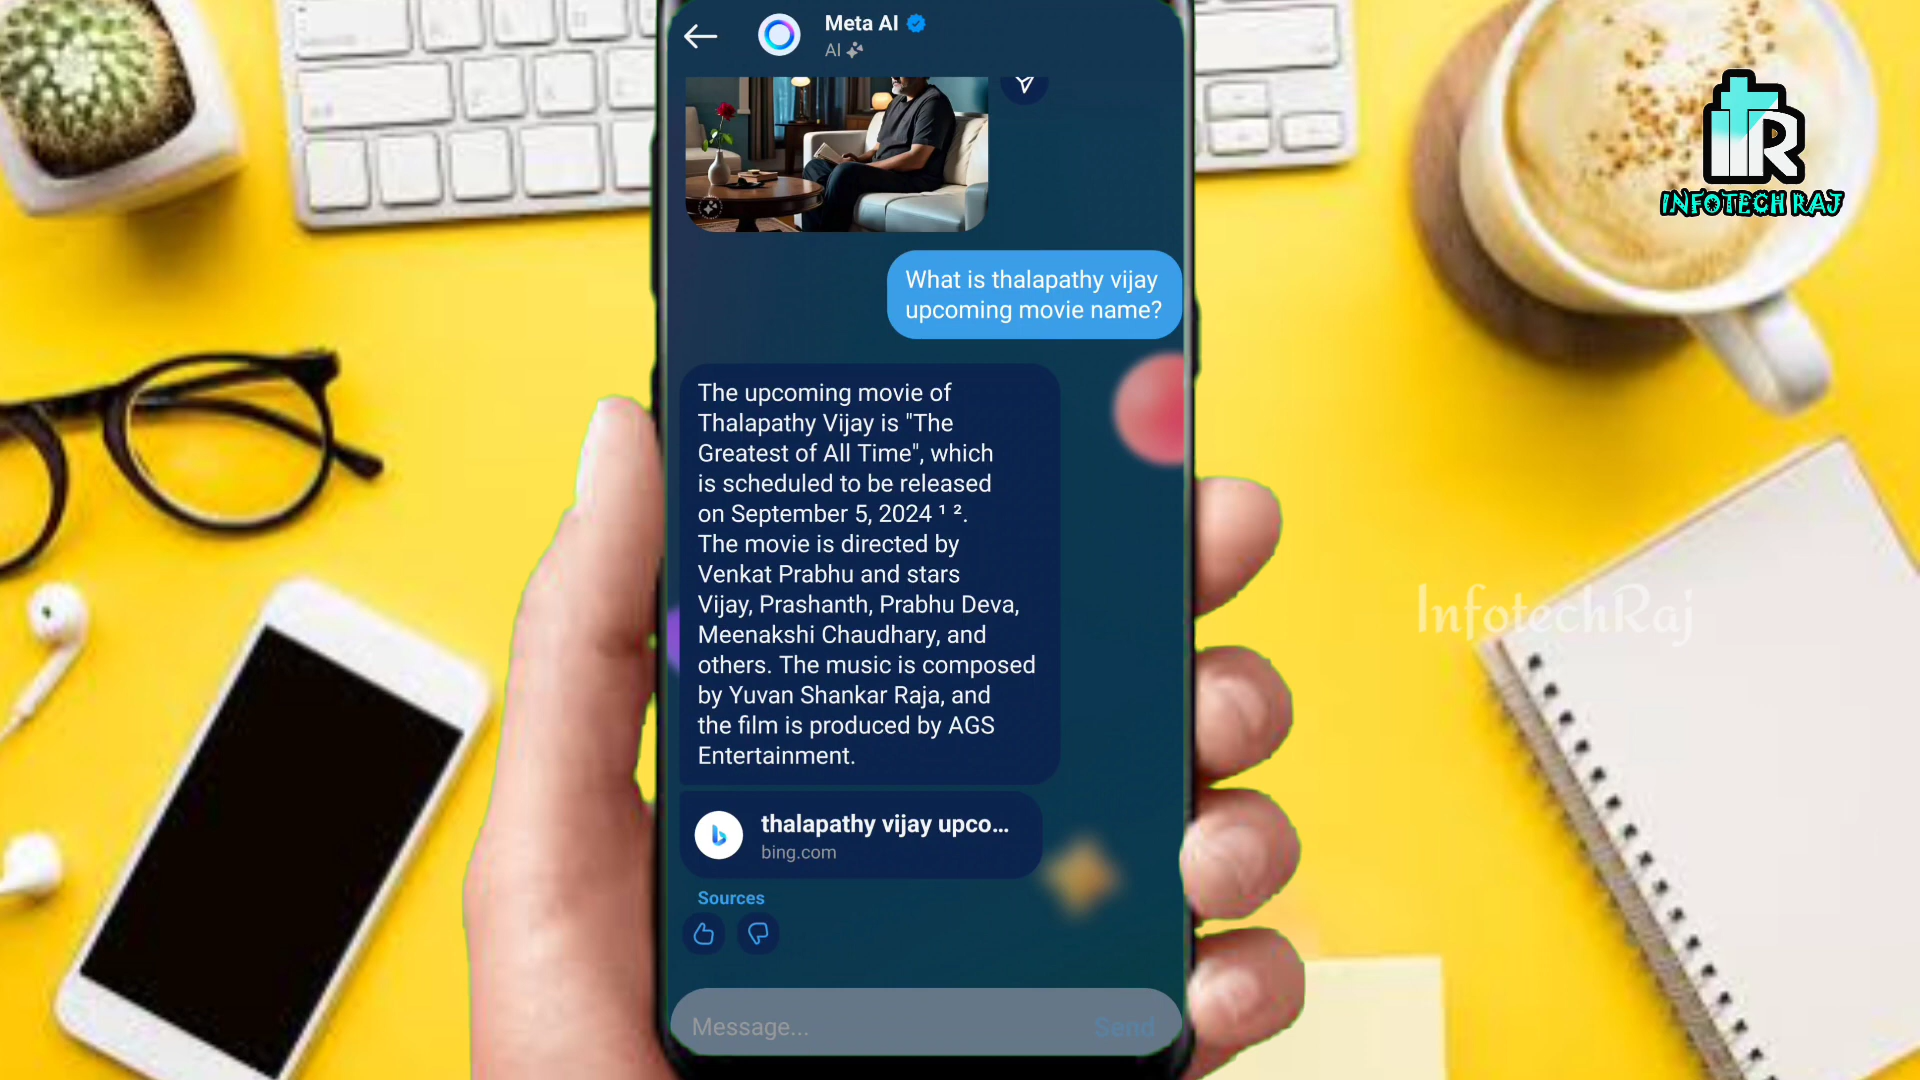 Meta AI
AI
What is thalapathy vijay
upcoming movie name?
The upcoming movie of
Thalapathy Vijay is "The
Greatest of All Time", which
is scheduled to be released
on September 5, 2024 ¹ ².
The movie is directed by
Venkat Prabhu and stars
Vijay, Prashanth, Prabhu Deva,
Meenakshi Chaudhary, and
others. The music is composed
by Yuvan Shankar Raja, and
the film is produced by AGS
Entertainment.
thalapathy vijay upco...
bing.com
Sources
Message...
Send
ITR
INFOTECH RAJ
InfotechRaj